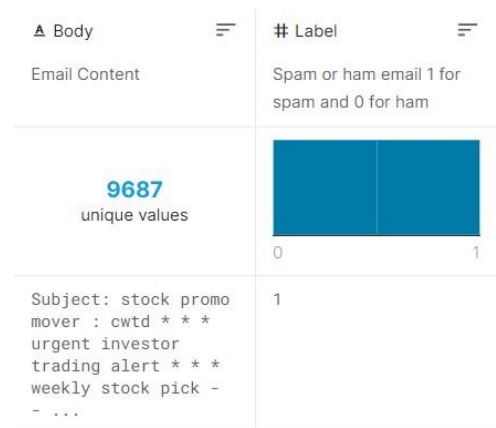 A Body
# Label
Email Content
Spam or ham email 1 for
spam and 0 for ham
9687
unique values
0 1
Subject: stock promo
mover : cwtd * * *
urgent investor
trading alert * * *
weekly stock pick -
- ...
1